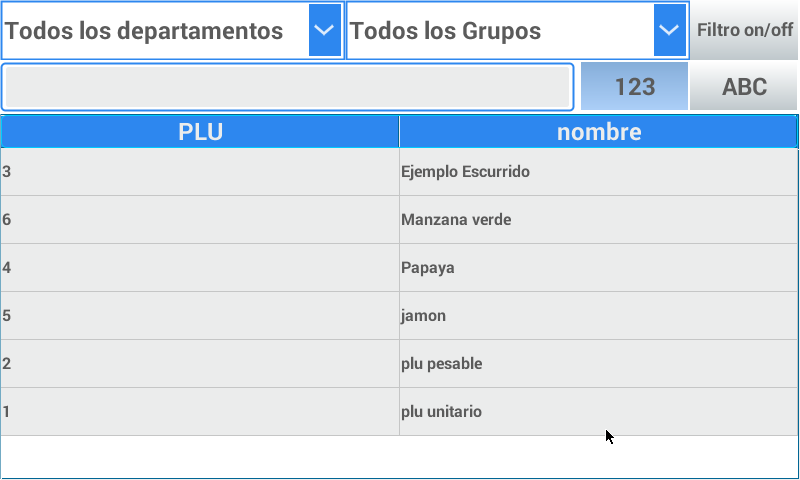 Todos los departamentos Todos los Grupos Filtro on/off
123 ABC
PLU nombre
3 Ejemplo Escurrido
6 Manzana verde
4 Papaya
5 jamon
2 plu pesable
1 plu unitario